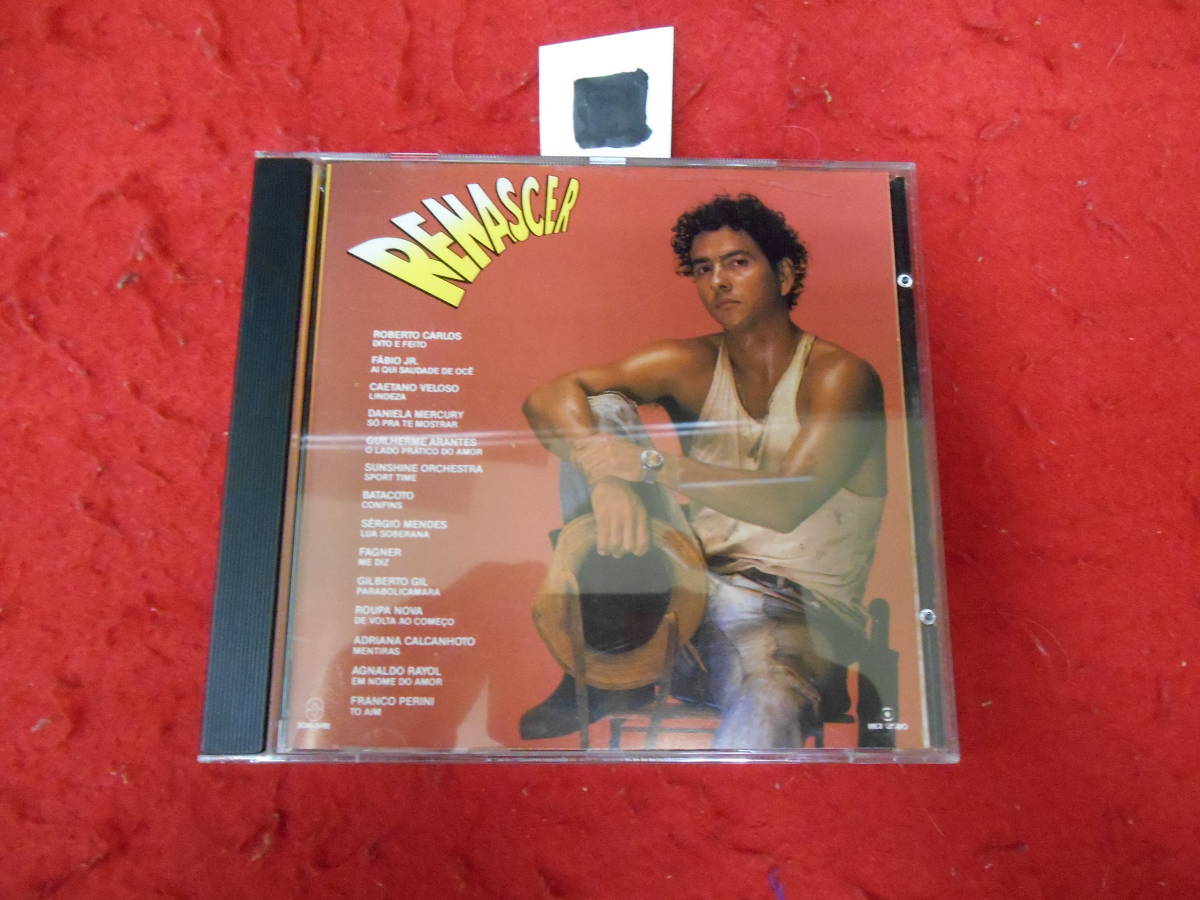 RENASCER
ROBERTO CARLOS
DITO E FEITO
FÁBIO JR.
AI QUI SAUDADE DE OCÊ
CAETANO VELOSO
LINDEZA
DANIELA MERCURY
SÓ PRA TE MOSTRAR
GUILHERME ARANTES
O LADO PRÁTICO DO AMOR
SUNSHINE ORCHESTRA
SPORT TIME
BATACOTO
CONFINS
SÉRGIO MENDES
LUA SOBERANA
FAGNER
ME DIZ
GILBERTO GIL
PARABOLICAMARA
ROUPA NOVA
DE VOLTA AO COMEÇO
ADRIANA CALCANHOTO
MENTIRAS
AGNALDO RAYOL
EM NOME DO AMOR
FRANCO PERINI
TO AIM